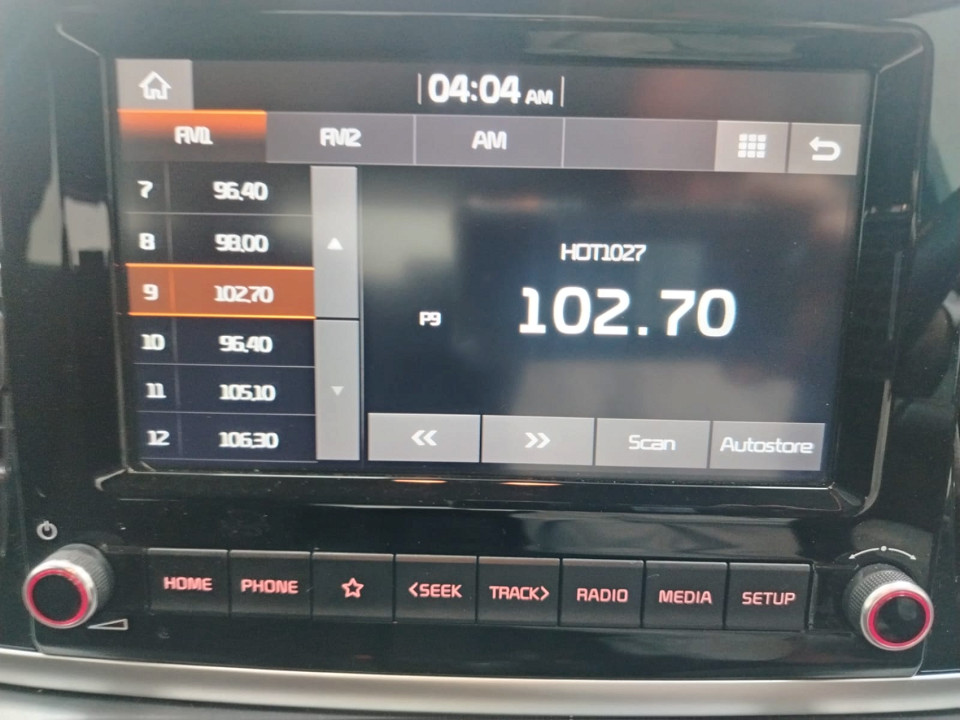 04:04 AM
FM1 FM2 AM
7 96.40
8 98.00
9 102.70
10 96.40
11 105.10
12 106.30
HOT1027
P9 102.70
Scan Autostore
HOME PHONE <SEEK TRACK> RADIO MEDIA SETUP